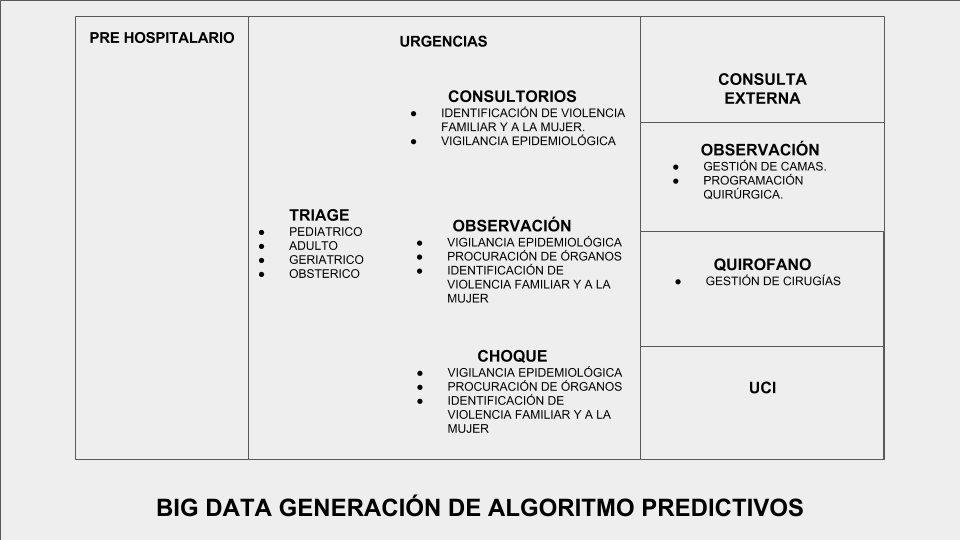 PRE HOSPITALARIO
URGENCIAS
TRIAGE
● PEDIATRICO
● ADULTO
● GERIATRICO
● OBSTERICO
CONSULTORIOS
● IDENTIFICACIÓN DE VIOLENCIA
FAMILIAR Y A LA MUJER.
● VIGILANCIA EPIDEMIOLÓGICA
OBSERVACIÓN
● VIGILANCIA EPIDEMIOLÓGICA
● PROCURACIÓN DE ÓRGANOS
● IDENTIFICACIÓN DE
VIOLENCIA FAMILIAR Y A LA
MUJER
CHOQUE
● VIGILANCIA EPIDEMIOLÓGICA
● PROCURACIÓN DE ÓRGANOS
● IDENTIFICACIÓN DE
VIOLENCIA FAMILIAR Y A LA
MUJER
CONSULTA
EXTERNA
OBSERVACIÓN
● GESTIÓN DE CAMAS.
● PROGRAMACIÓN
QUIRÚRGICA.
QUIROFANO
● GESTIÓN DE CIRUGÍAS
UCI
BIG DATA GENERACIÓN DE ALGORITMO PREDICTIVOS